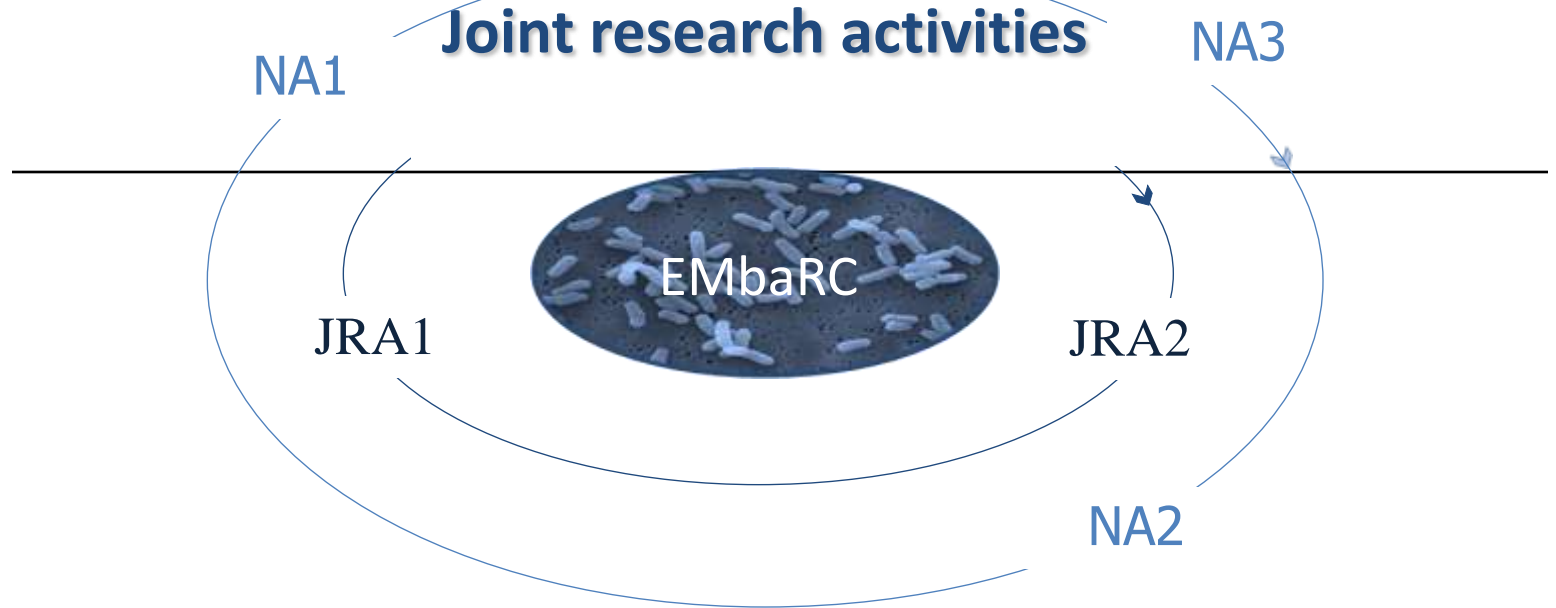 Joint research activities
NA1
NA3
EMbaRC
JRA1
JRA2
NA2